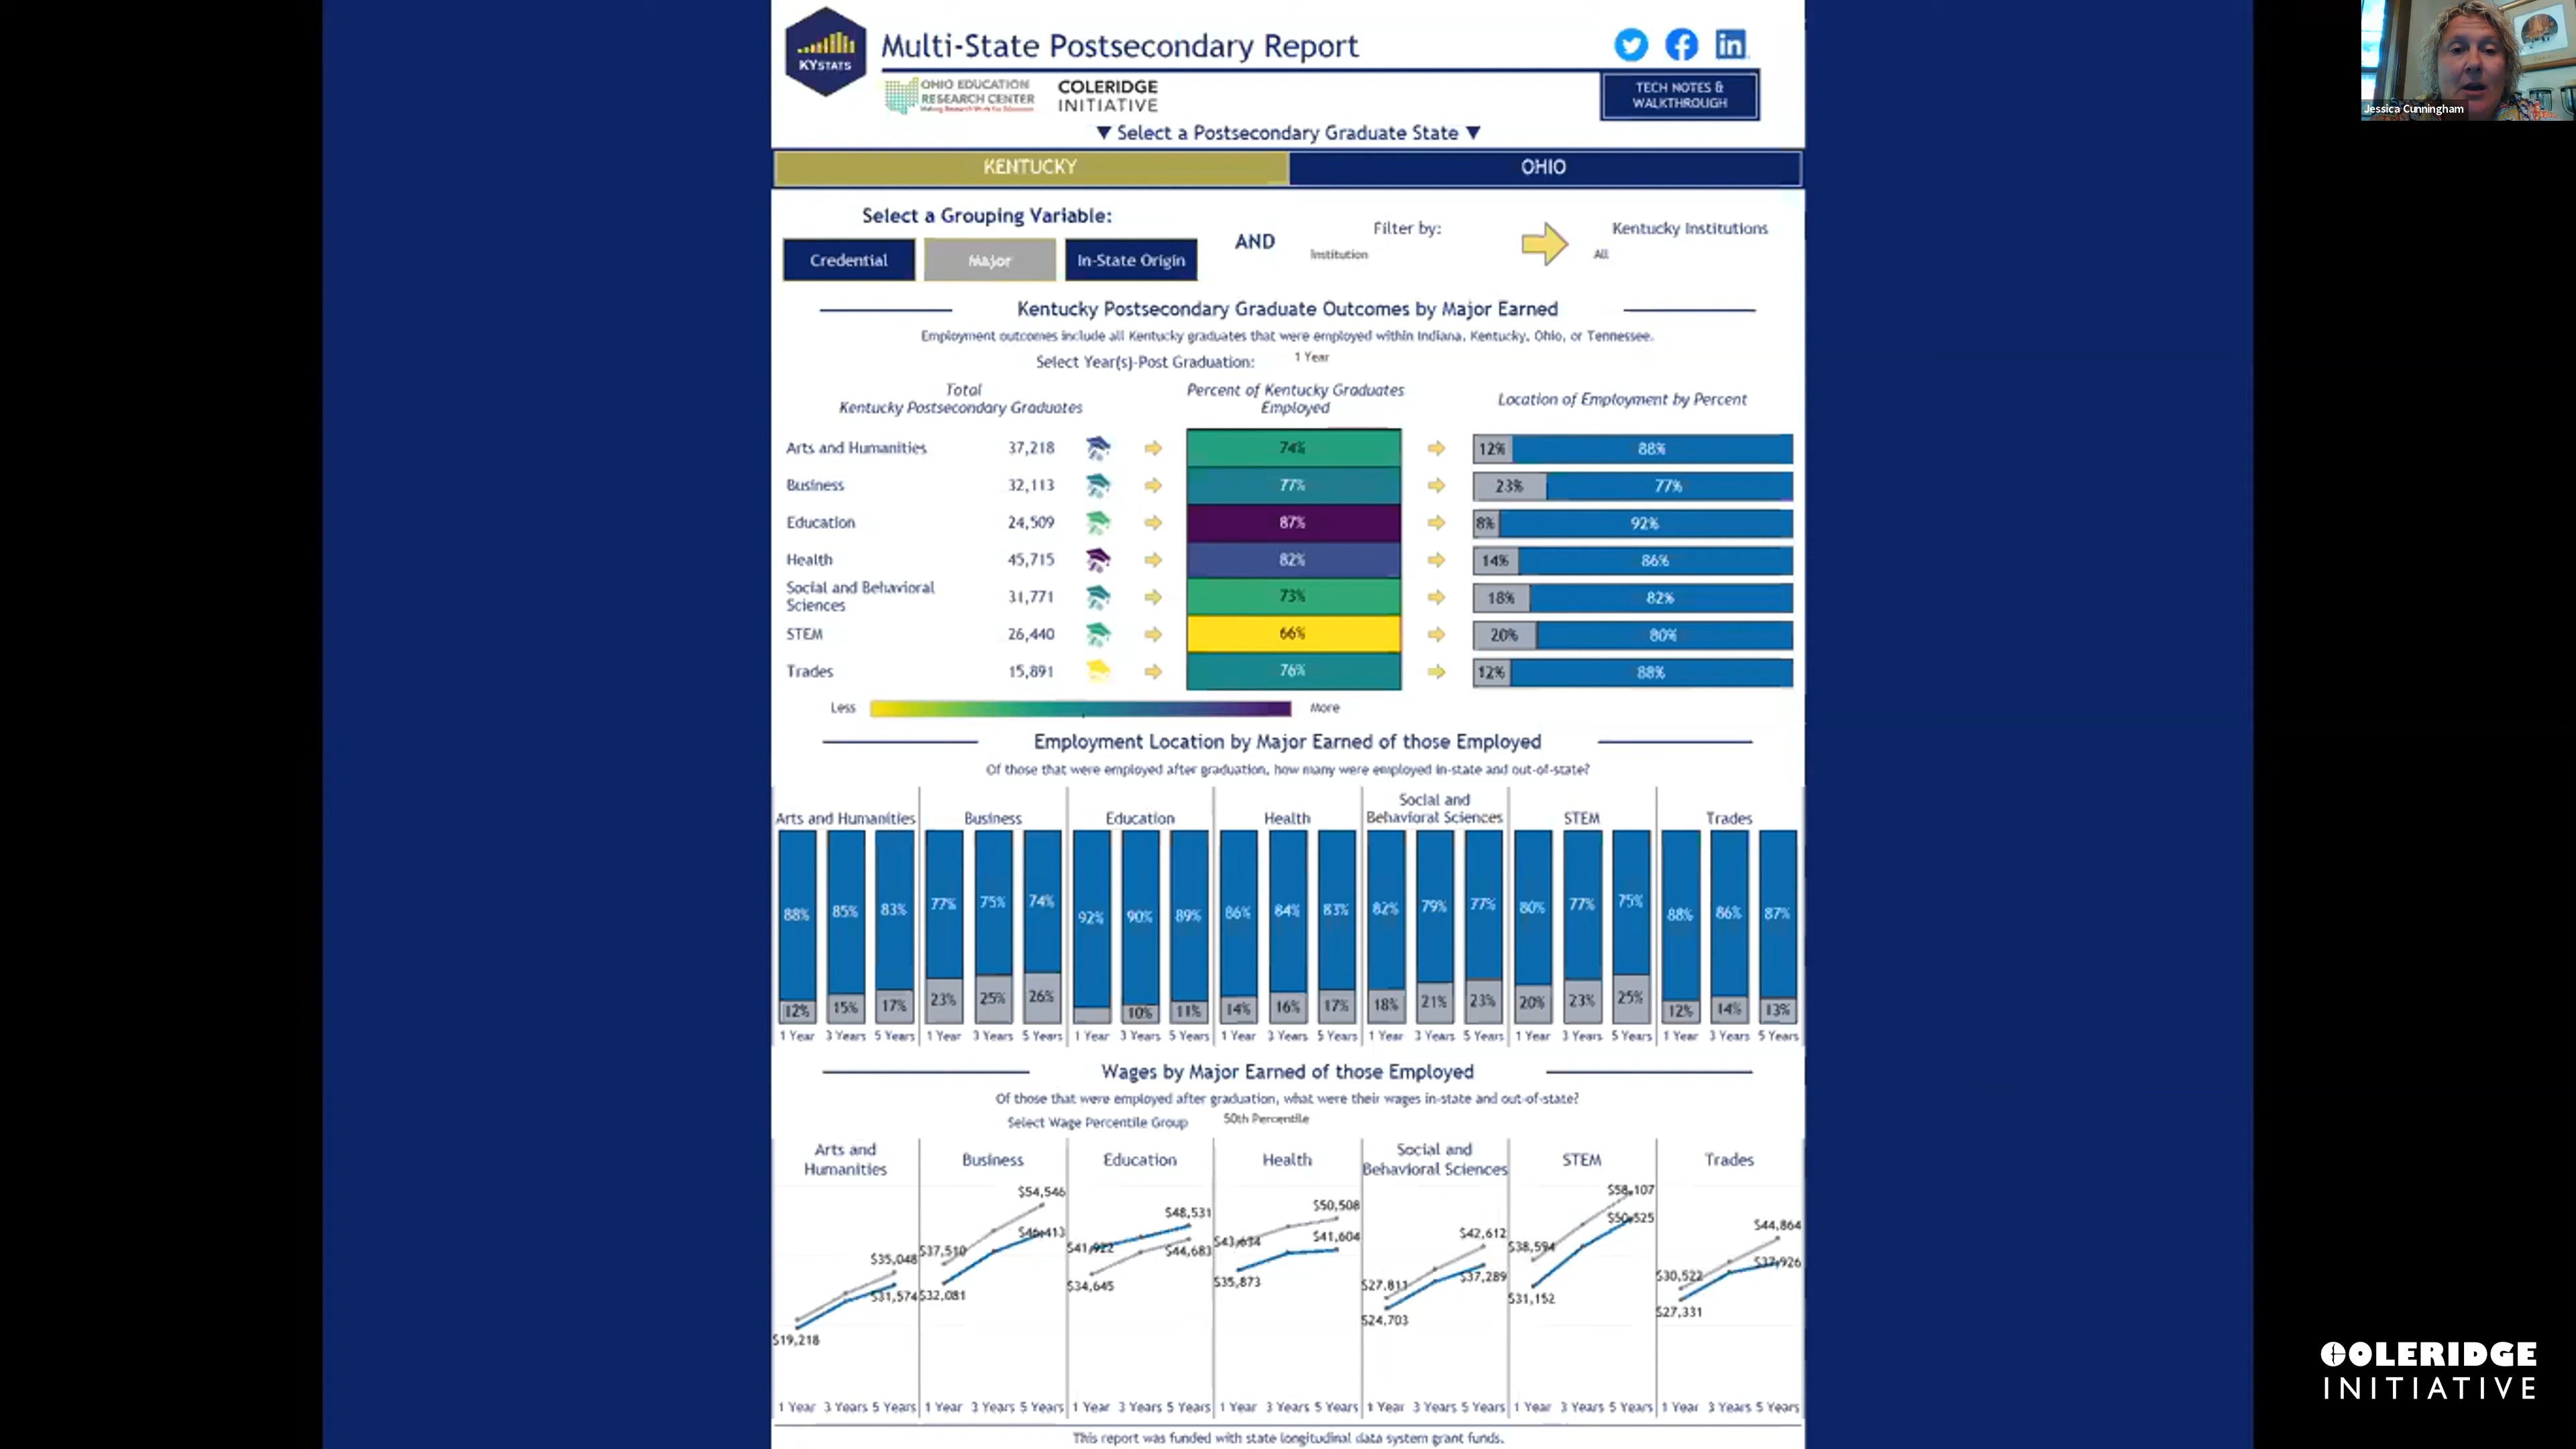 KYSTATS
Multi-State Postsecondary Report
OHIO EDUCATION
RESEARCH CENTER
COLERIDGE
INITIATIVE
TECH NOTES &
WALKTHROUGH
▼ Select a Postsecondary Graduate State ▼
KENTUCKY
OHIO
Select a Grouping Variable:
Credential
Major
In-State Origin
AND
Filter by:
Institution
Kentucky Institutions
All
Kentucky Postsecondary Graduate Outcomes by Major Earned
Employment outcomes include all Kentucky graduates that were employed within Indiana, Kentucky, Ohio, or Tennessee.
Select Year(s)-Post Graduation: 1 Year
Total
Kentucky Postsecondary Graduates
Percent of Kentucky Graduates
Employed
Location of Employment by Percent
Arts and Humanities 37,218 74% 12% 88%
Business 32,113 77% 23% 77%
Education 24,509 87% 8% 92%
Health 45,715 82% 14% 86%
Social and Behavioral
Sciences 31,771 73% 18% 82%
STEM 26,440 66% 20% 80%
Trades 15,891 76% 12% 88%
Less More
Employment Location by Major Earned of those Employed
Of those that were employed after graduation, how many were employed in-state and out-of-state?
Arts and Humanities Business Education Health Social and
Behavioral Sciences STEM Trades
88% 85% 83% 77% 75% 74% 92% 90% 89% 86% 84% 83% 82% 79% 77% 80% 77% 75% 88% 86% 87%
12% 15% 17% 23% 25% 26% 10% 11% 14% 16% 17% 18% 21% 23% 20% 23% 25% 12% 14% 13%
1 Year 3 Years 5 Years 1 Year 3 Years 5 Years 1 Year 3 Years 5 Years 1 Year 3 Years 5 Years 1 Year 3 Years 5 Years 1 Year 3 Years 5 Years 1 Year 3 Years 5 Years
Wages by Major Earned of those Employed
Of those that were employed after graduation, what were their wages in-state and out-of-state?
Select Wage Percentile Group 50th Percentile
Arts and
Humanities
Business
Education
Health
Social and
Behavioral Sciences
STEM
Trades
$35,048
$31,574
$19,218
$54,546
$46,413
$37,510
$32,081
$48,531
$41,922
$44,683
$34,645
$50,508
$43,634
$41,604
$35,873
$42,612
$27,811
$37,289
$24,703
$58,107
$50,525
$38,594
$31,152
$44,864
$37,926
$30,522
$27,331
1 Year 3 Years 5 Years 1 Year 3 Years 5 Years 1 Year 3 Years 5 Years 1 Year 3 Years 5 Years 1 Year 3 Years 5 Years 1 Year 3 Years 5 Years 1 Year 3 Years 5 Years
This report was funded with state longitudinal data system grant funds.
Jessica Cunningham
COLERIDGE
INITIATIVE